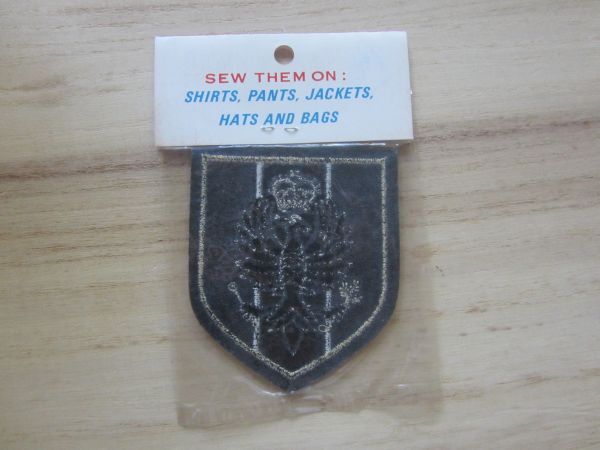 SEW THEM ON:
SHIRTS, PANTS, JACKETS,
HATS AND BAGS